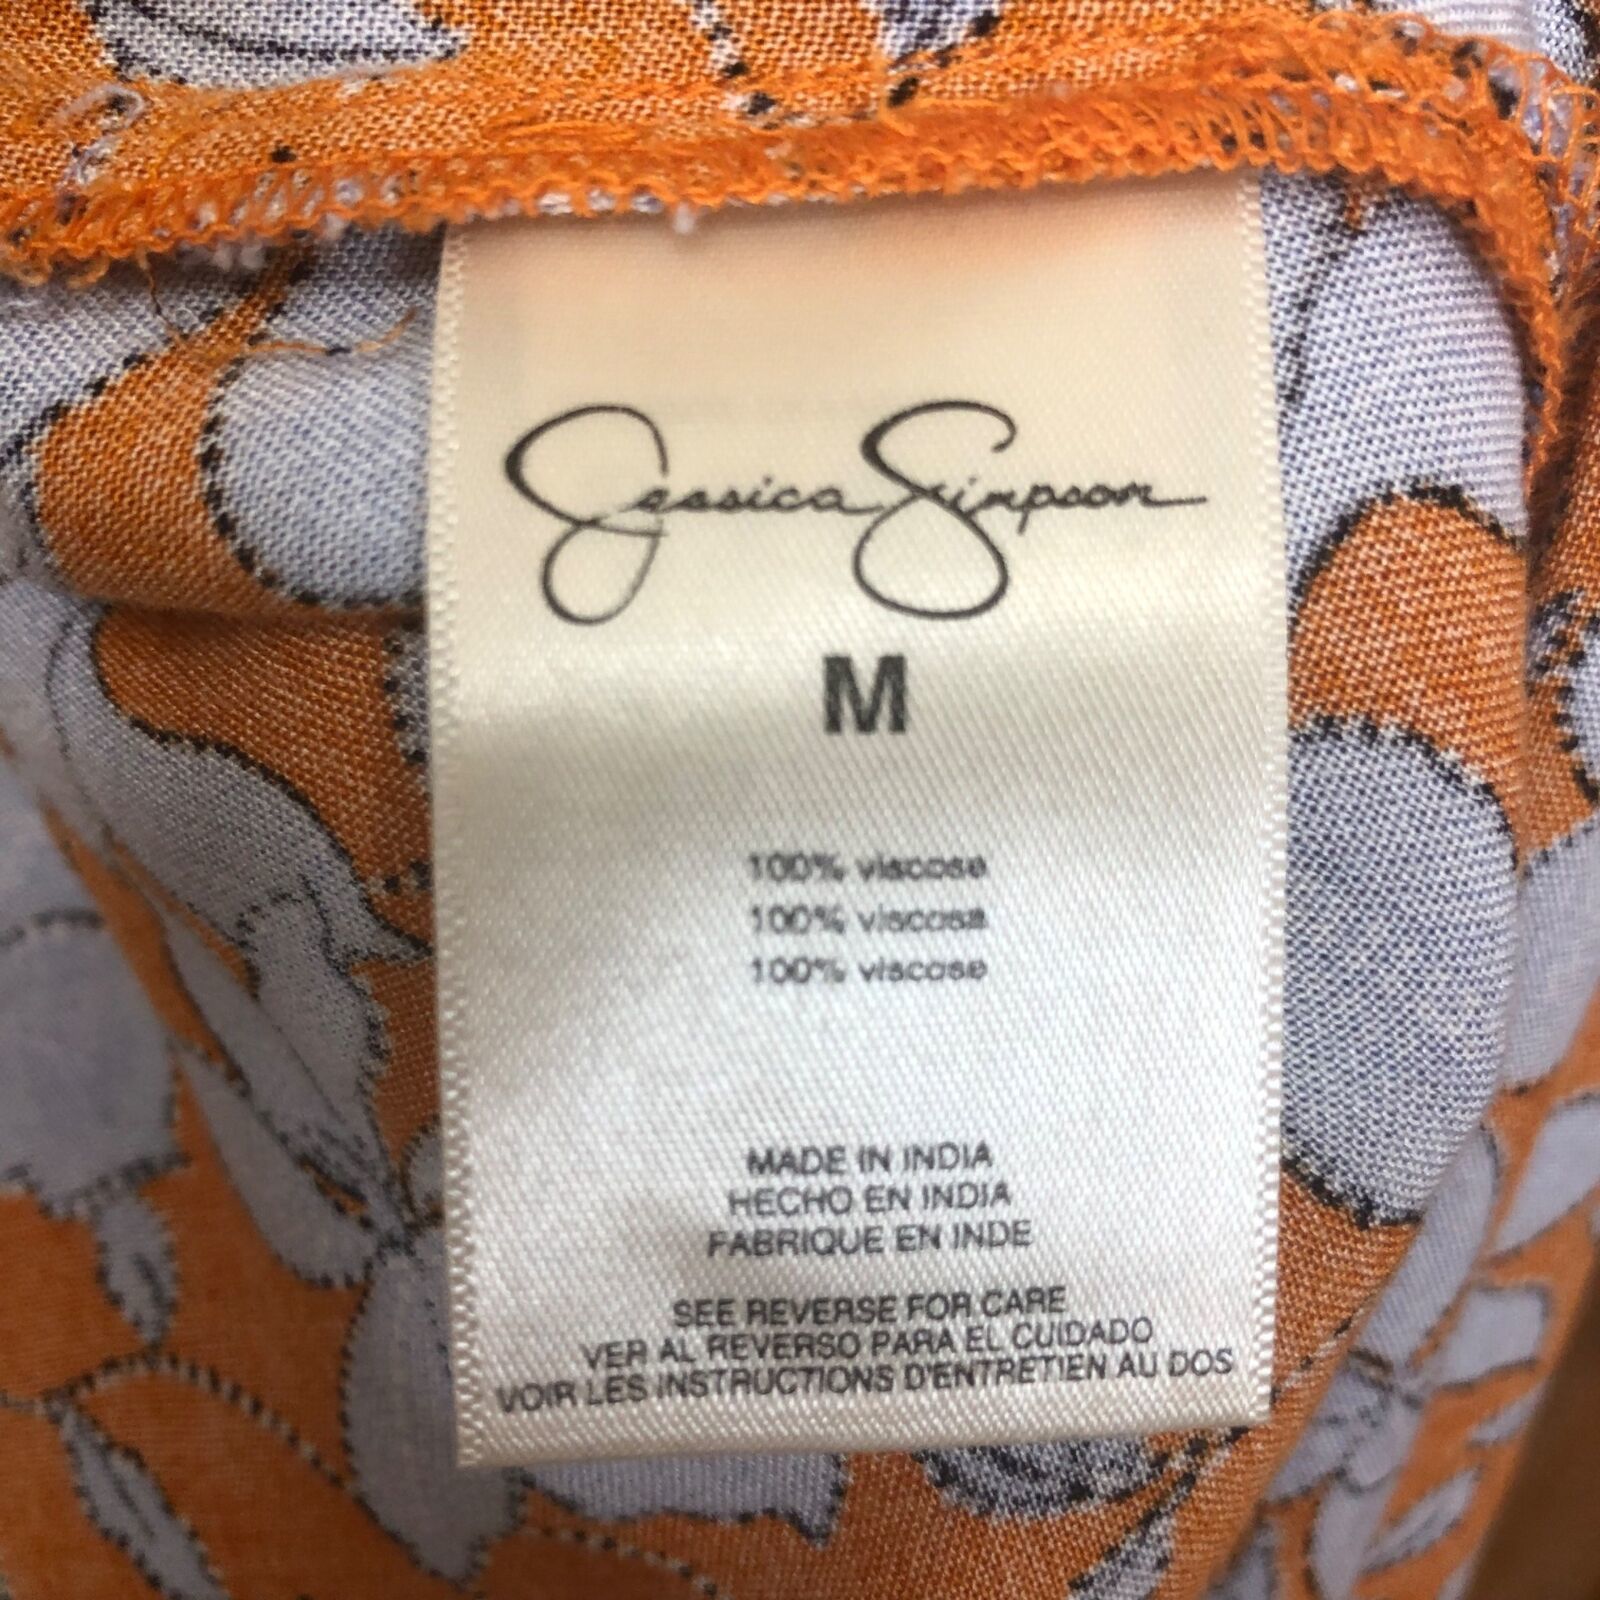 Jessica Simpson
M
100% viscose
100% viscosa
100% viscose
MADE IN INDIA
HECHO EN INDIA
FABRIQUE EN INDE
SEE REVERSE FOR CARE
VER AL REVERSO PARA EL CUIDADO
VOIR LES INSTRUCTIONS D'ENTRETIEN AU DOS